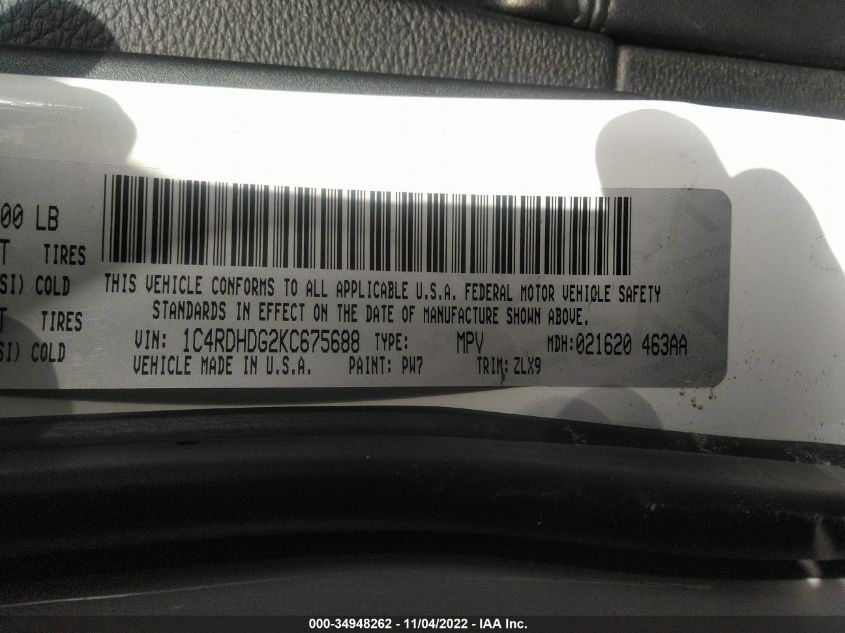 00 LB
T TIRES
SI) COLD
T TIRES
SI) COLD
THIS VEHICLE CONFORMS TO ALL APPLICABLE U.S.A. FEDERAL MOTOR VEHICLE SAFETY
STANDARDS IN EFFECT ON THE DATE OF MANUFACTURE SHOWN ABOVE.
VIN: 1C4RDHDG2KC675688 TYPE: MPV MDH:021620 463AA
VEHICLE MADE IN U.S.A. PAINT: PW7 TRIM:ZLX9
000-34948262 - 11/04/2022 - IAA Inc.